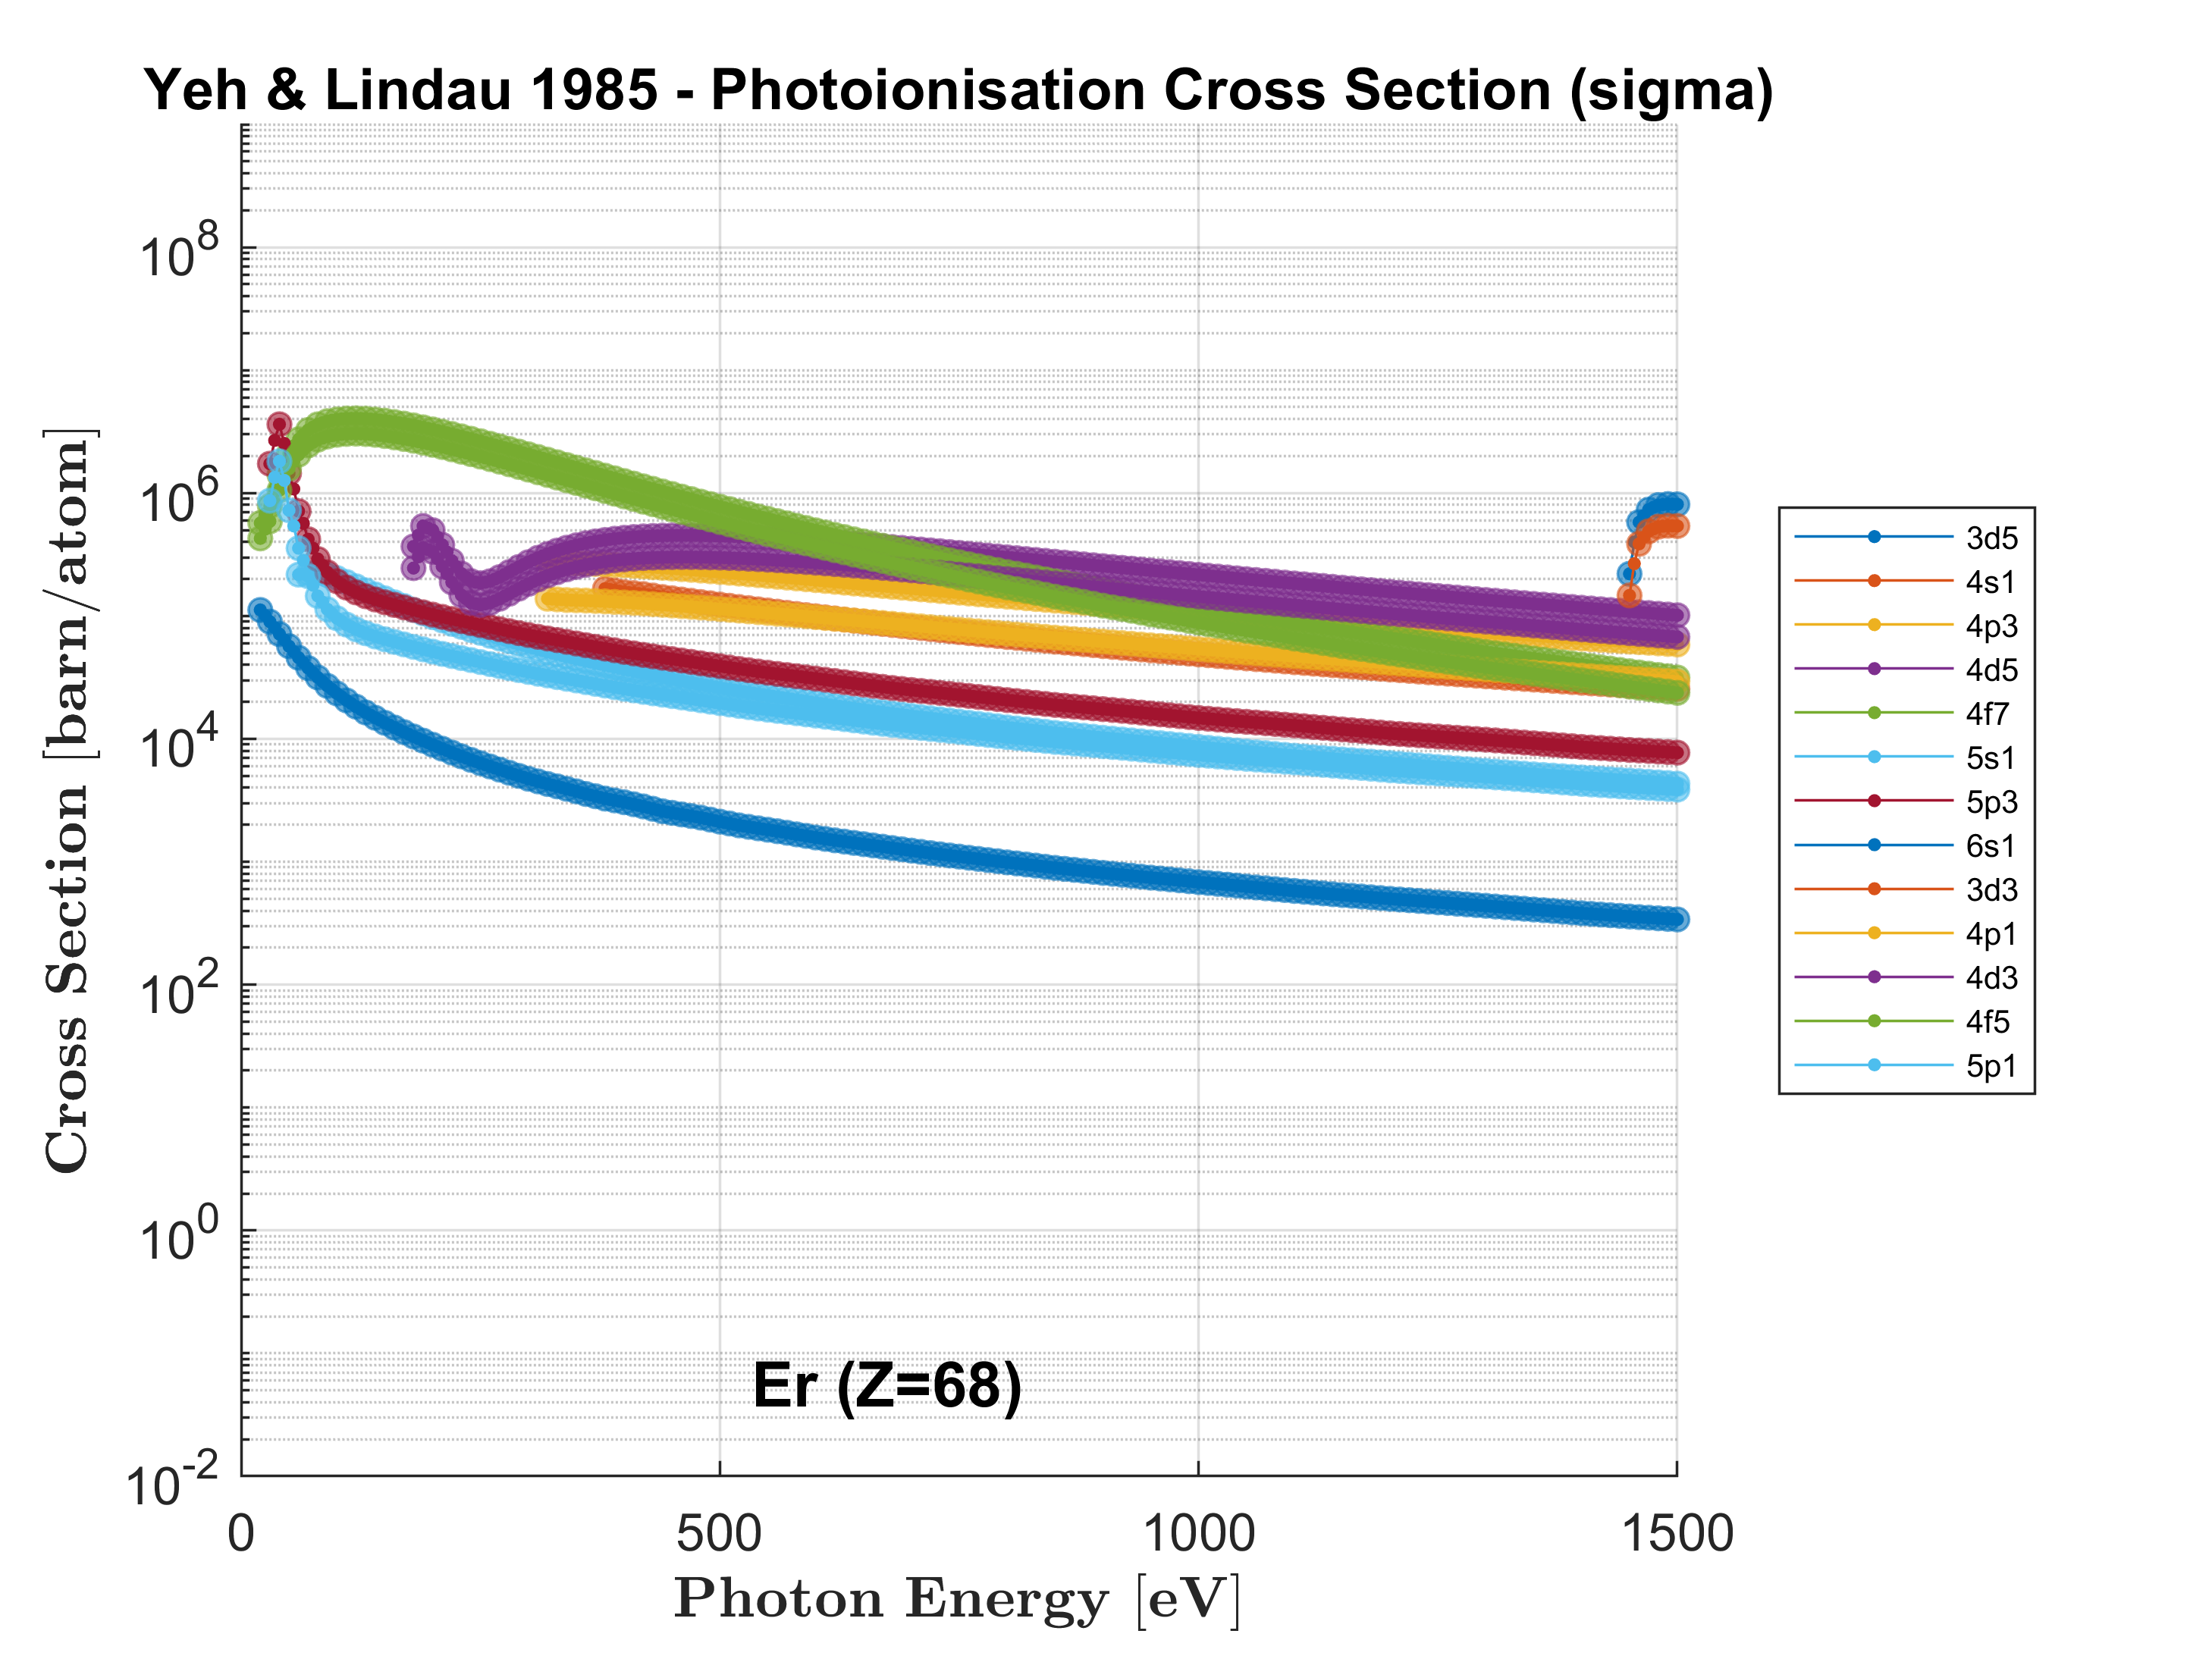 Yeh & Lindau 1985 - Photoionisation Cross Section (sigma)
Cross Section [barn/atom]
10^8
10^6
10^4
10^2
10^0
10^-2
0 500 1000 1500
Photon Energy [eV]
Er (Z=68)
3d5
4s1
4p3
4d5
4f7
5s1
5p3
6s1
3d3
4p1
4d3
4f5
5p1